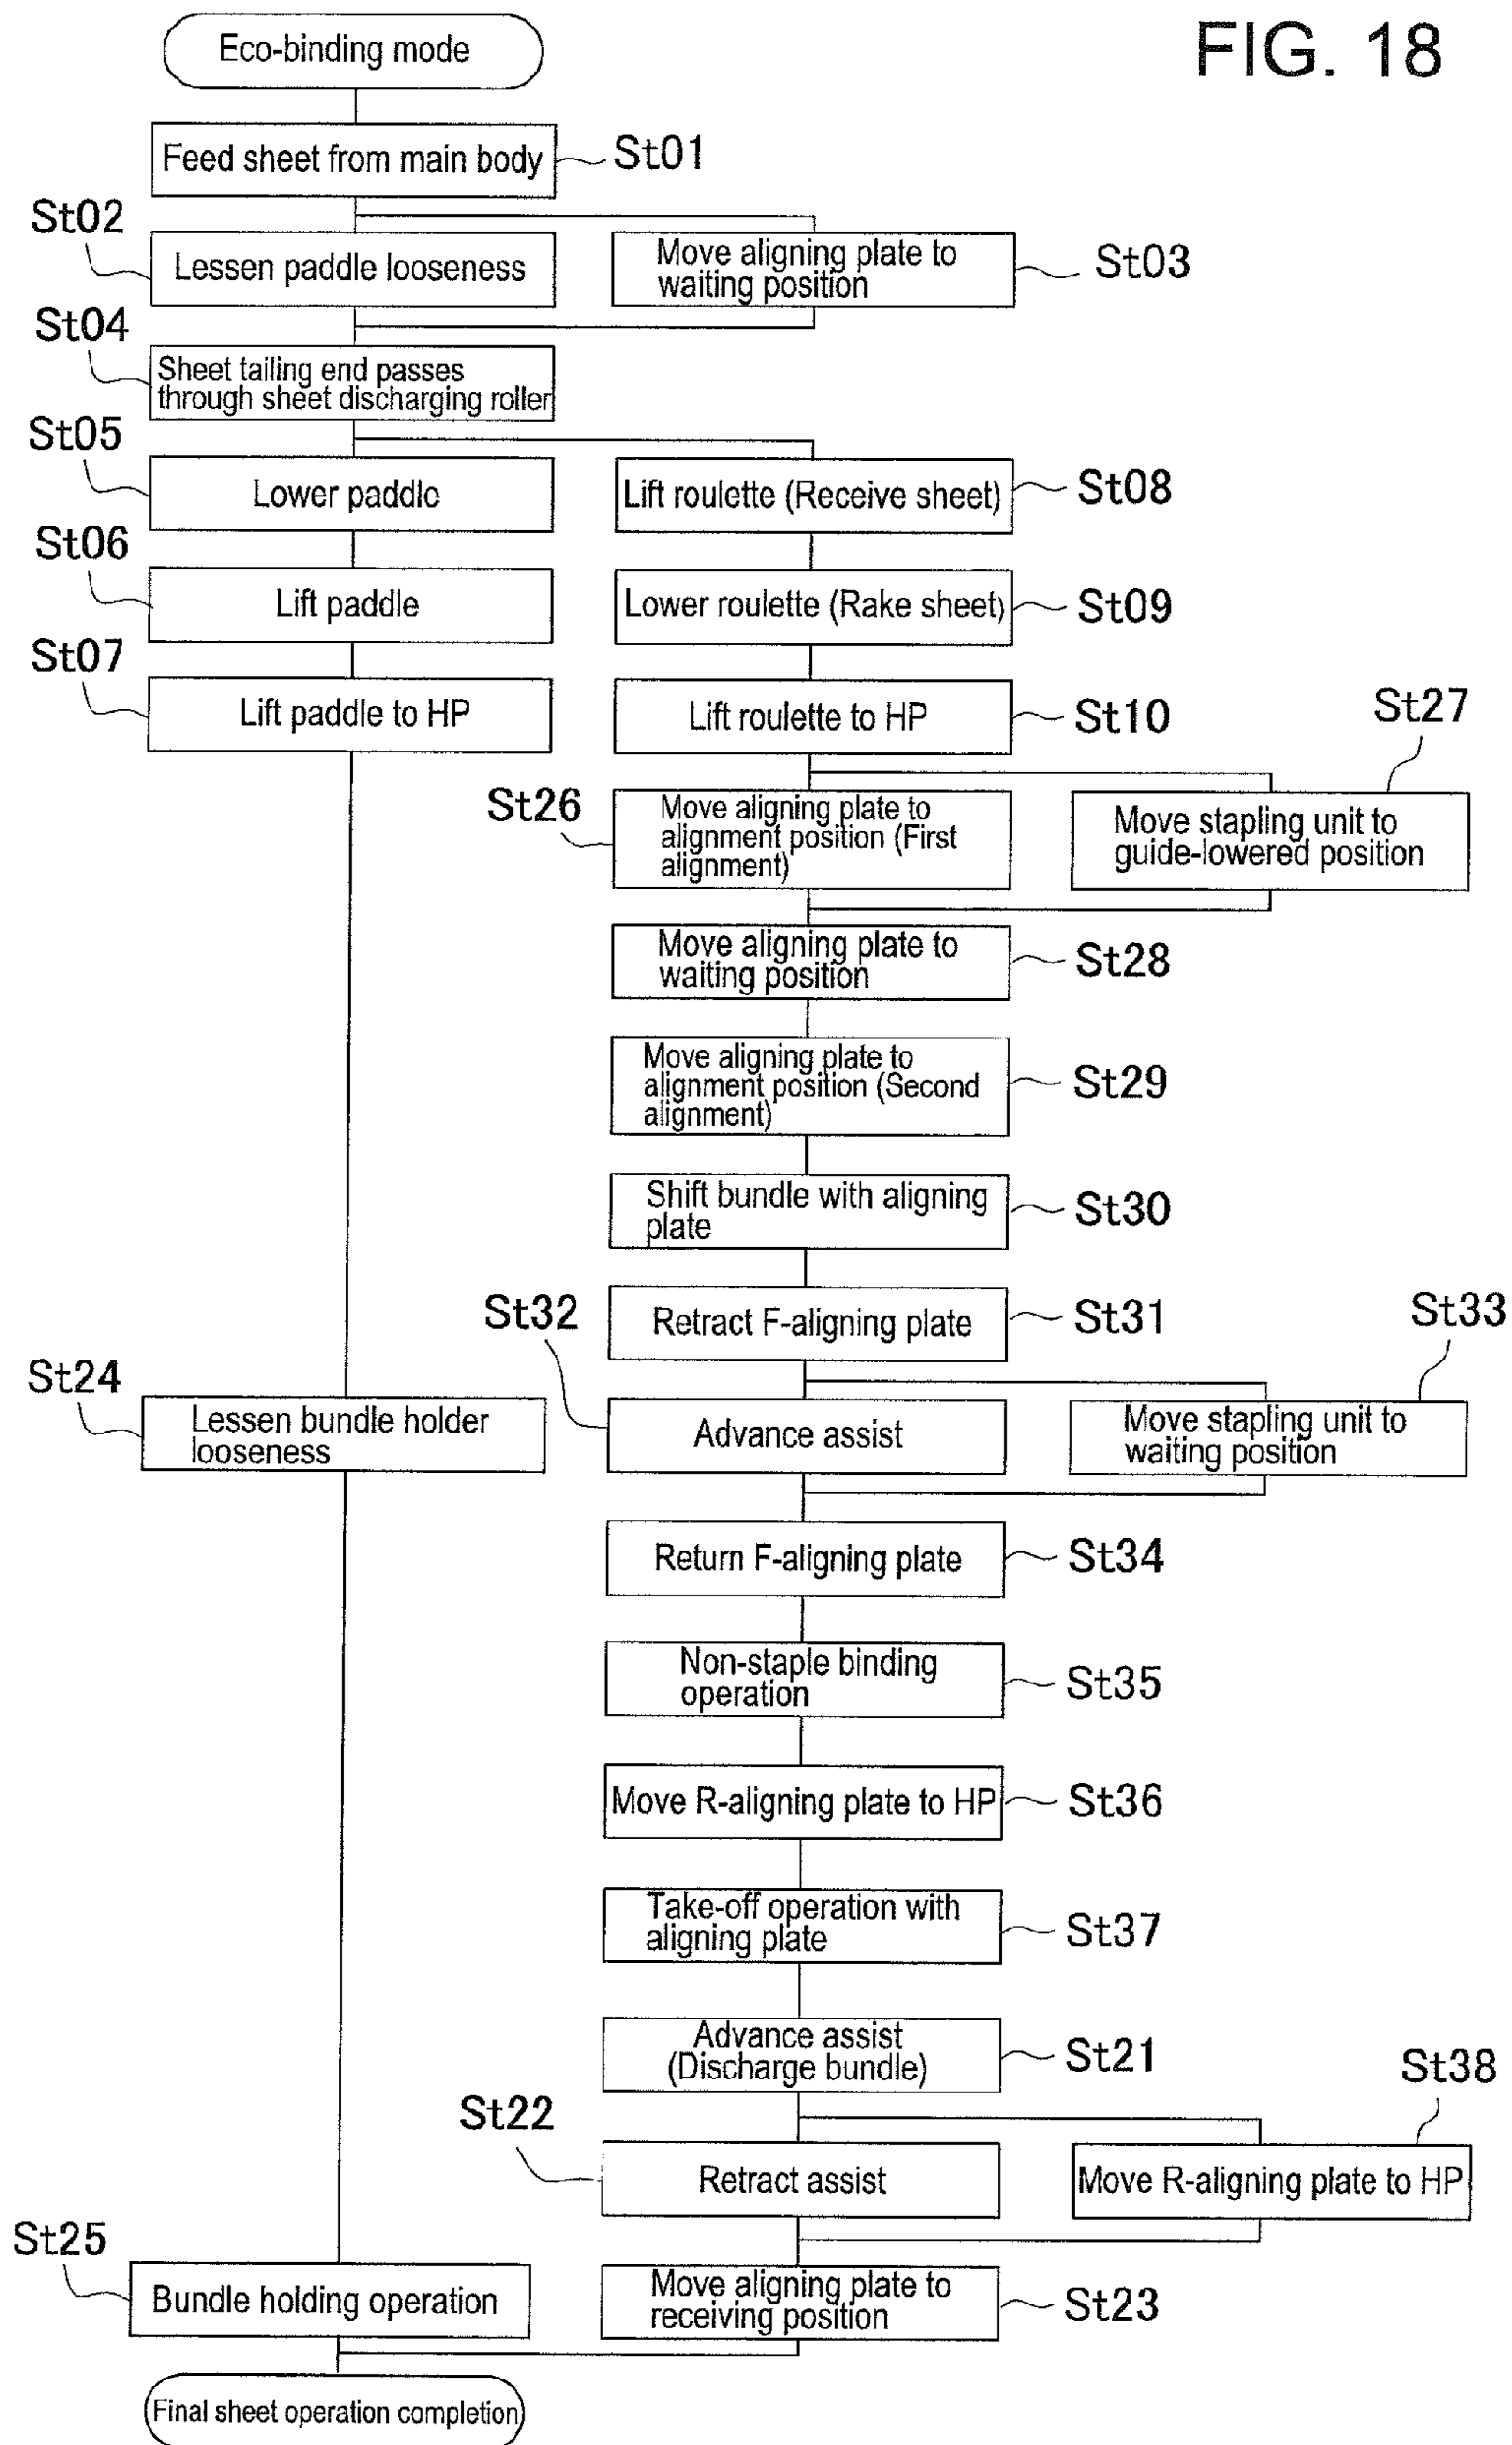 FIG. 18
Eco-binding mode
Feed sheet from main body
St01
St02
Lessen paddle looseness
Move aligning plate to
waiting position
St03
St04
Sheet tailing end passes
through sheet discharging roller
St05
Lower paddle
Lift roulette (Receive sheet)
St08
St06
Lift paddle
Lower roulette (Rake sheet)
St09
St07
Lift paddle to HP
Lift roulette to HP
St10
St27
St26
Move aligning plate to
alignment position (First
alignment)
Move stapling unit to
guide-lowered position
Move aligning plate to
waiting position
St28
Move aligning plate to
alignment position (Second
alignment)
St29
Shift bundle with aligning
plate
St30
Retract F-aligning plate
St31
St32
St33
St24
Lessen bundle holder
looseness
Advance assist
Move stapling unit to
waiting position
Return F-aligning plate
St34
Non-staple binding
operation
St35
Move R-aligning plate to HP
St36
Take-off operation with
aligning plate
St37
Advance assist
(Discharge bundle)
St21
St38
St22
Retract assist
Move R-aligning plate to HP
St25
Bundle holding operation
Move aligning plate to
receiving position
St23
Final sheet operation completion